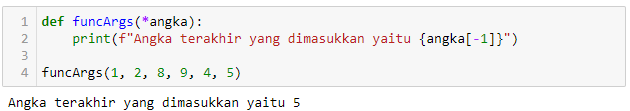 1 def funcArgs(*angka):
2     print(f"Angka terakhir yang dimasukkan yaitu {angka[-1]}")
3
4 funcArgs(1, 2, 8, 9, 4, 5)
Angka terakhir yang dimasukkan yaitu 5